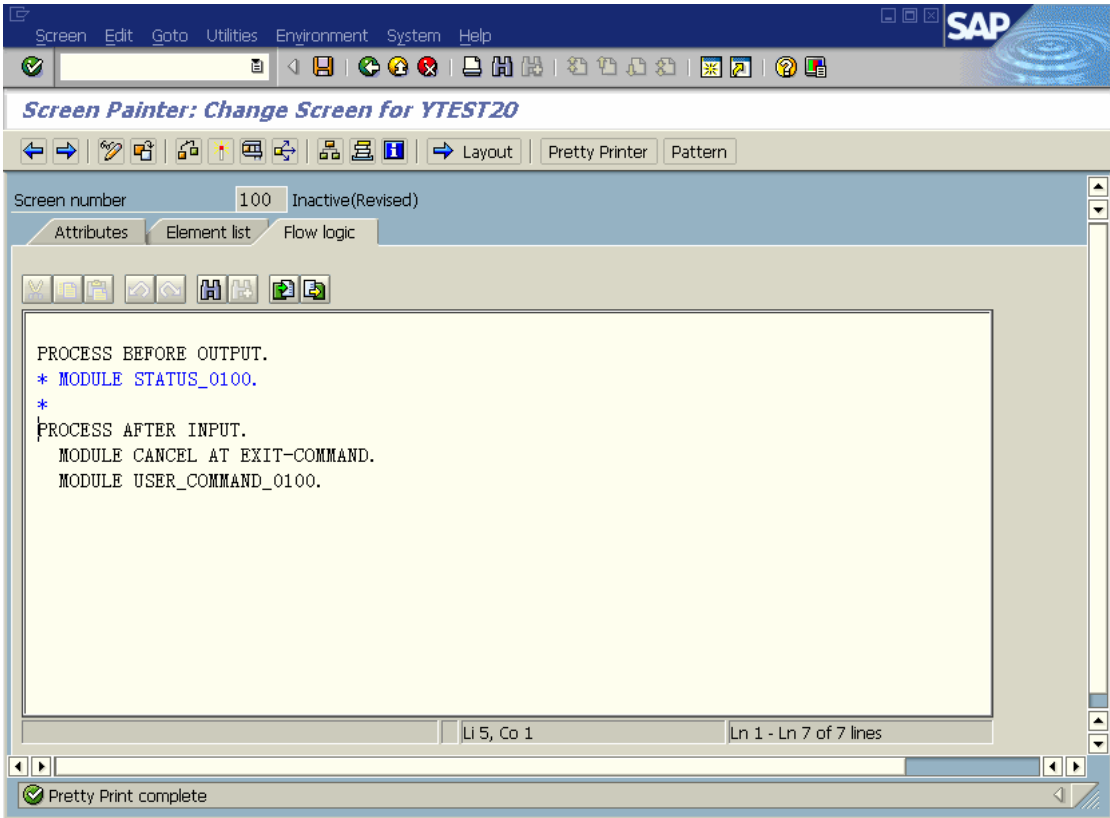 Screen Edit Goto Utilities Environment System Help
SAP
Screen Painter: Change Screen for YTEST20
Layout Pretty Printer Pattern
Screen number 100 Inactive(Revised)
Attributes Element list Flow logic
PROCESS BEFORE OUTPUT.
* MODULE STATUS_0100.
*
PROCESS AFTER INPUT.
MODULE CANCEL AT EXIT-COMMAND.
MODULE USER_COMMAND_0100.
Li 5, Co 1 Ln 1 - Ln 7 of 7 lines
Pretty Print complete